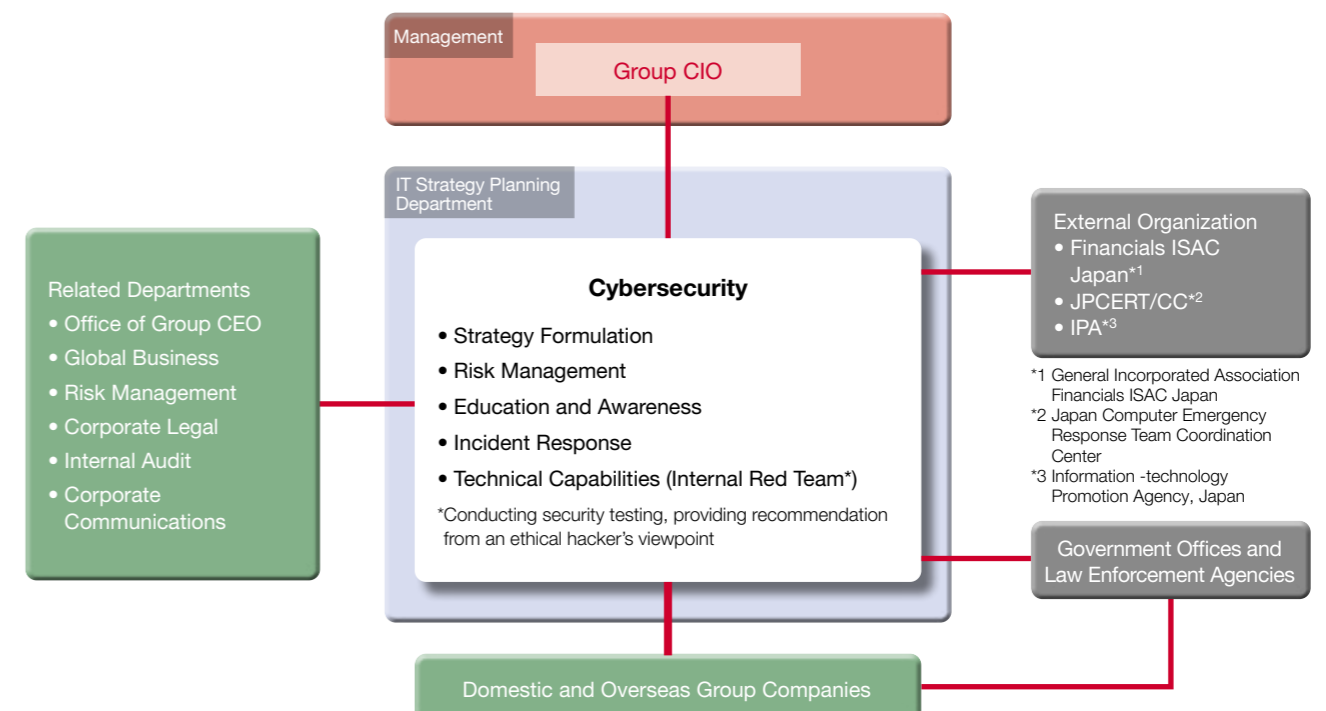 Management
Group CIO
IT Strategy Planning
Department
Cybersecurity
• Strategy Formulation
• Risk Management
• Education and Awareness
• Incident Response
• Technical Capabilities (Internal Red Team*)
*Conducting security testing, providing recommendation
from an ethical hacker's viewpoint
Related Departments
• Office of Group CEO
• Global Business
• Risk Management
• Corporate Legal
• Internal Audit
• Corporate
Communications
External Organization
• Financials ISAC
Japan*1
• JPCERT/CC*2
• IPA*3
*1 General Incorporated Association
Financials ISAC Japan
*2 Japan Computer Emergency
Response Team Coordination
Center
*3 Information -technology
Promotion Agency, Japan
Government Offices and
Law Enforcement Agencies
Domestic and Overseas Group Companies